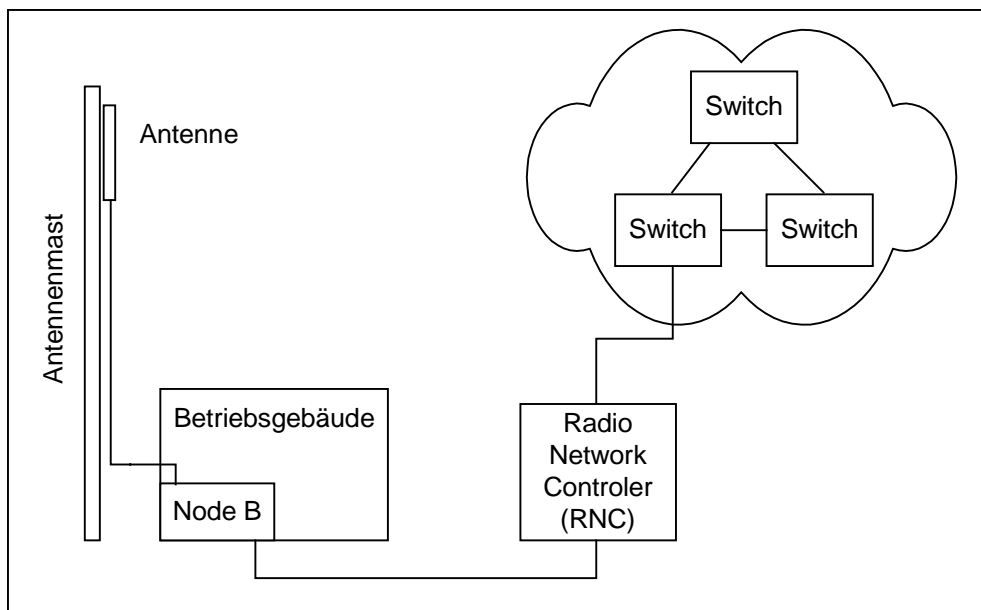 Antenne
Antennenmast
Betriebsgebäude
Node B
Radio
Network
Controler
(RNC)
Switch
Switch
Switch